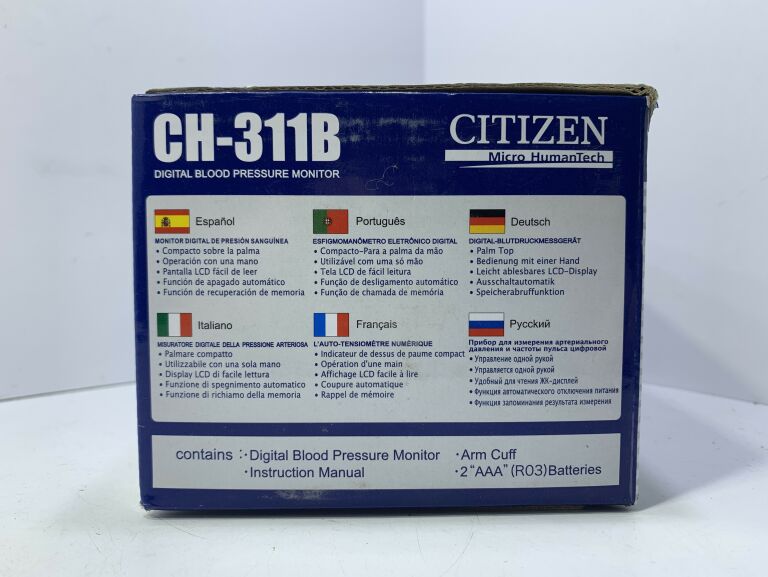 CH-311B
DIGITAL BLOOD PRESSURE MONITOR
CITIZEN
Micro HumanTech
Español
MONITOR DIGITAL DE PRESIÓN SANGUÍNEA
• Compacto sobre la palma
• Operación con una mano
• Pantalla LCD fácil de leer
• Función de apagado automático
• Función de recuperación de memoria
Português
ESFIGMOMANÔMETRO ELETRÔNICO DIGITAL
• Compacto-Para a palma da mão
• Utilizável com uma só mão
• Tela LCD de fácil leitura
• Função de desligamento automático
• Função de chamada de memória
Deutsch
DIGITAL-BLUTDRUCKMESSGERÄT
• Palm Top
• Bedienung mit einer Hand
• Leicht ablesbares LCD-Display
• Ausschaltautomatik
• Speicherabruffunktion
Italiano
MISURATORE DIGITALE DELLA PRESSIONE ARTERIOSA
• Palmare compatto
• Utilizzabile con una sola mano
• Display LCD di facile lettura
• Funzione di spegnimento automatico
• Funzione di richiamo della memoria
Français
L'AUTO-TENSIOMÈTRE NUMÉRIQUE
• Indicateur de dessus de paume compact
• Opération d'une main
• Affichage LCD facile à lire
• Coupure automatique
• Rappel de mémoire
Русский
Прибор для измерения артериального
давления и частоты пульса цифровой
• Управление одной рукой
• Управляется одной рукой
• Удобный для чтения ЖК-дисплей
• Функция автоматического отключения питания
• Функция запоминания результата измерения
contains : • Digital Blood Pressure Monitor
• Instruction Manual
• Arm Cuff
• 2 "AAA" (R03) Batteries